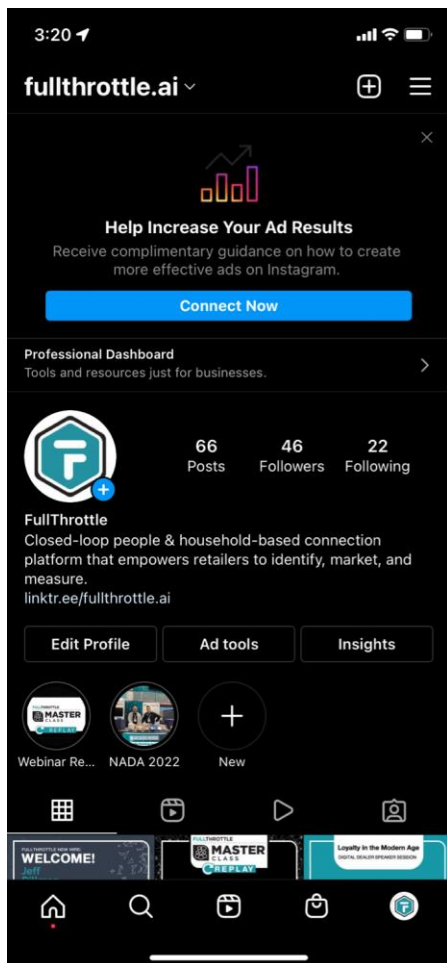 3:20
fullthrottle.ai
Help Increase Your Ad Results
Receive complimentary guidance on how to create
more effective ads on Instagram.
Connect Now
Professional Dashboard
Tools and resources just for businesses.
66 46 22
Posts Followers Following
FullThrottle
Closed-loop people & household-based connection
platform that empowers retailers to identify, market, and
measure.
linktr.ee/fullthrottle.ai
Edit Profile Ad tools Insights
FULLTHROTTLE
MASTER
CLASS
REPLAY
Webinar Re... NADA 2022 New
FULLTHROTTLE NEW HIRE:
WELCOME!
Jeff
FULLTHROTTLE
MASTER
CLASS
REPLAY
Loyalty in the Modern Age
DIGITAL DEALER SPEAKER SESSION